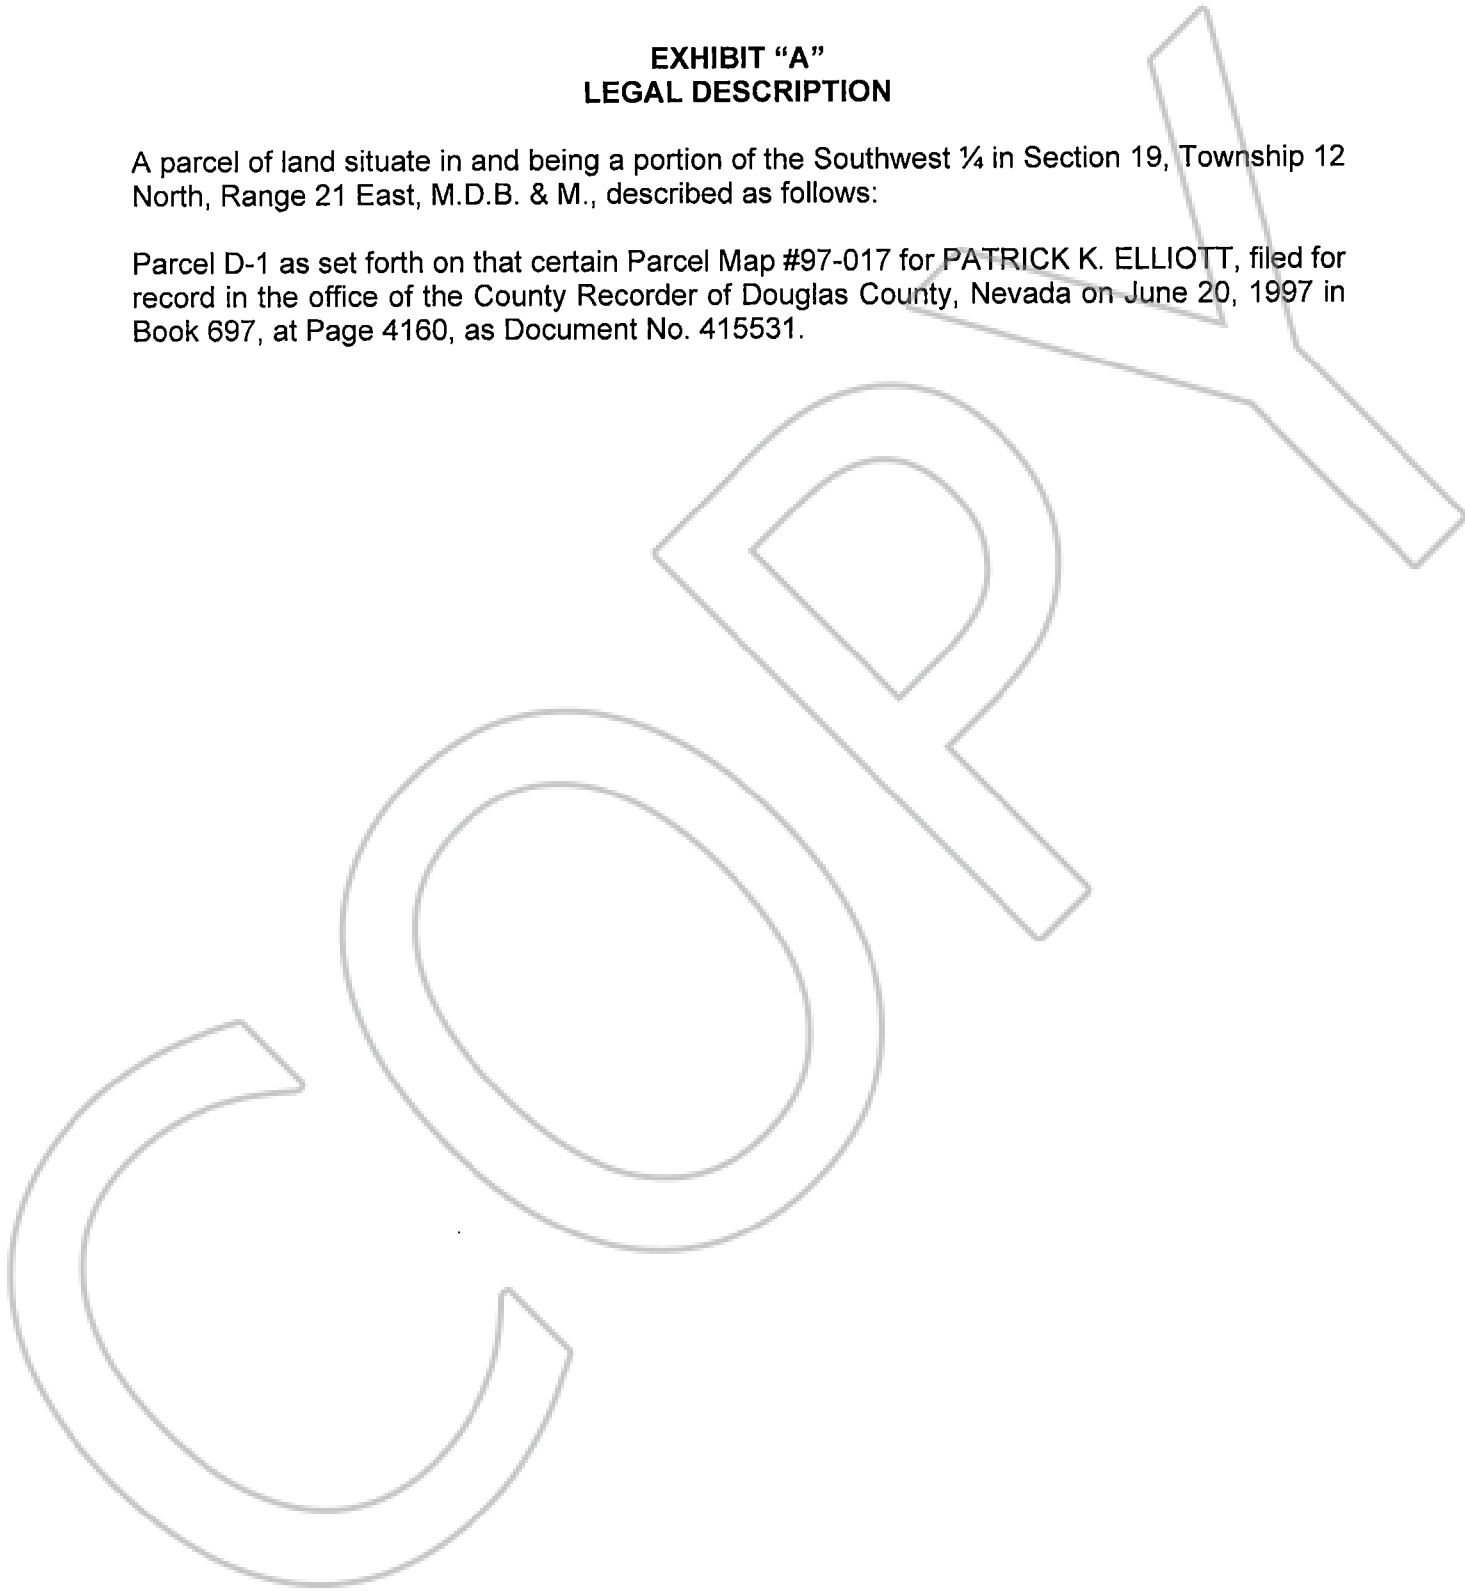 EXHIBIT “A”
LEGAL DESCRIPTION
A parcel of land situate in and being a portion of the Southwest ¼ in Section 19, Township 12
North, Range 21 East, M.D.B. & M., described as follows:
Parcel D-1 as set forth on that certain Parcel Map #97-017 for PATRICK K. ELLIOTT, filed for
record in the office of the County Recorder of Douglas County, Nevada on June 20, 1997 in
Book 697, at Page 4160, as Document No. 415531.
COPY